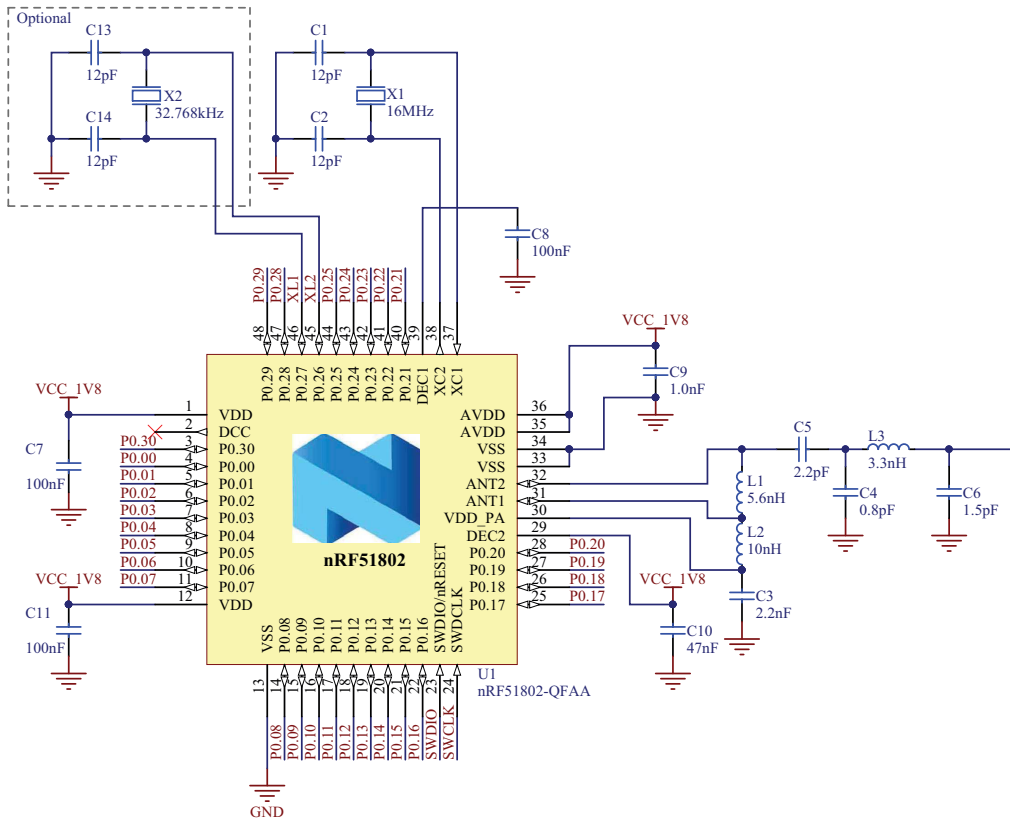 Optional
C13
12pF
X2
32.768kHz
C14
12pF
C1
12pF
X1
16MHz
C2
12pF
C8
100nF
P0.29
P0.28
XL1
XL2
P0.25
P0.24
P0.23
P0.22
P0.21
48
47
46
45
44
43
42
41
40
39
38
37
P0.29
P0.28
P0.27
P0.26
P0.25
P0.24
P0.23
P0.22
P0.21
DEC1
XC2
XC1
VCC_1V8
C7
100nF
VCC_1V8
C11
100nF
P0.30
P0.00
P0.01
P0.02
P0.03
P0.04
P0.05
P0.06
P0.07
1 VDD
2 DCC
3 P0.30
4 P0.00
5 P0.01
6 P0.02
7 P0.03
8 P0.04
9 P0.05
10 P0.06
11 P0.07
12 VDD
nRF51802
AVDD 36
AVDD 35
VSS 34
VSS 33
ANT2 32
ANT1 31
VDD_PA 30
DEC2 29
P0.20 28 P0.20
P0.19 27 P0.19
P0.18 26 P0.18
P0.17 25 P0.17
VCC_1V8
C9
1.0nF
C5
2.2pF
L3
3.3nH
L1
5.6nH
C4
0.8pF
C6
1.5pF
L2
10nH
C3
2.2nF
VCC_1V8
C10
47nF
VSS
P0.08
P0.09
P0.10
P0.11
P0.12
P0.13
P0.14
P0.15
P0.16
SWDIO/nRESET
SWDCLK
U1
nRF51802-QFAA
13
14
15
16
17
18
19
20
21
22
23
24
P0.08
P0.09
P0.10
P0.11
P0.12
P0.13
P0.14
P0.15
P0.16
SWDIO
SWCLK
GND